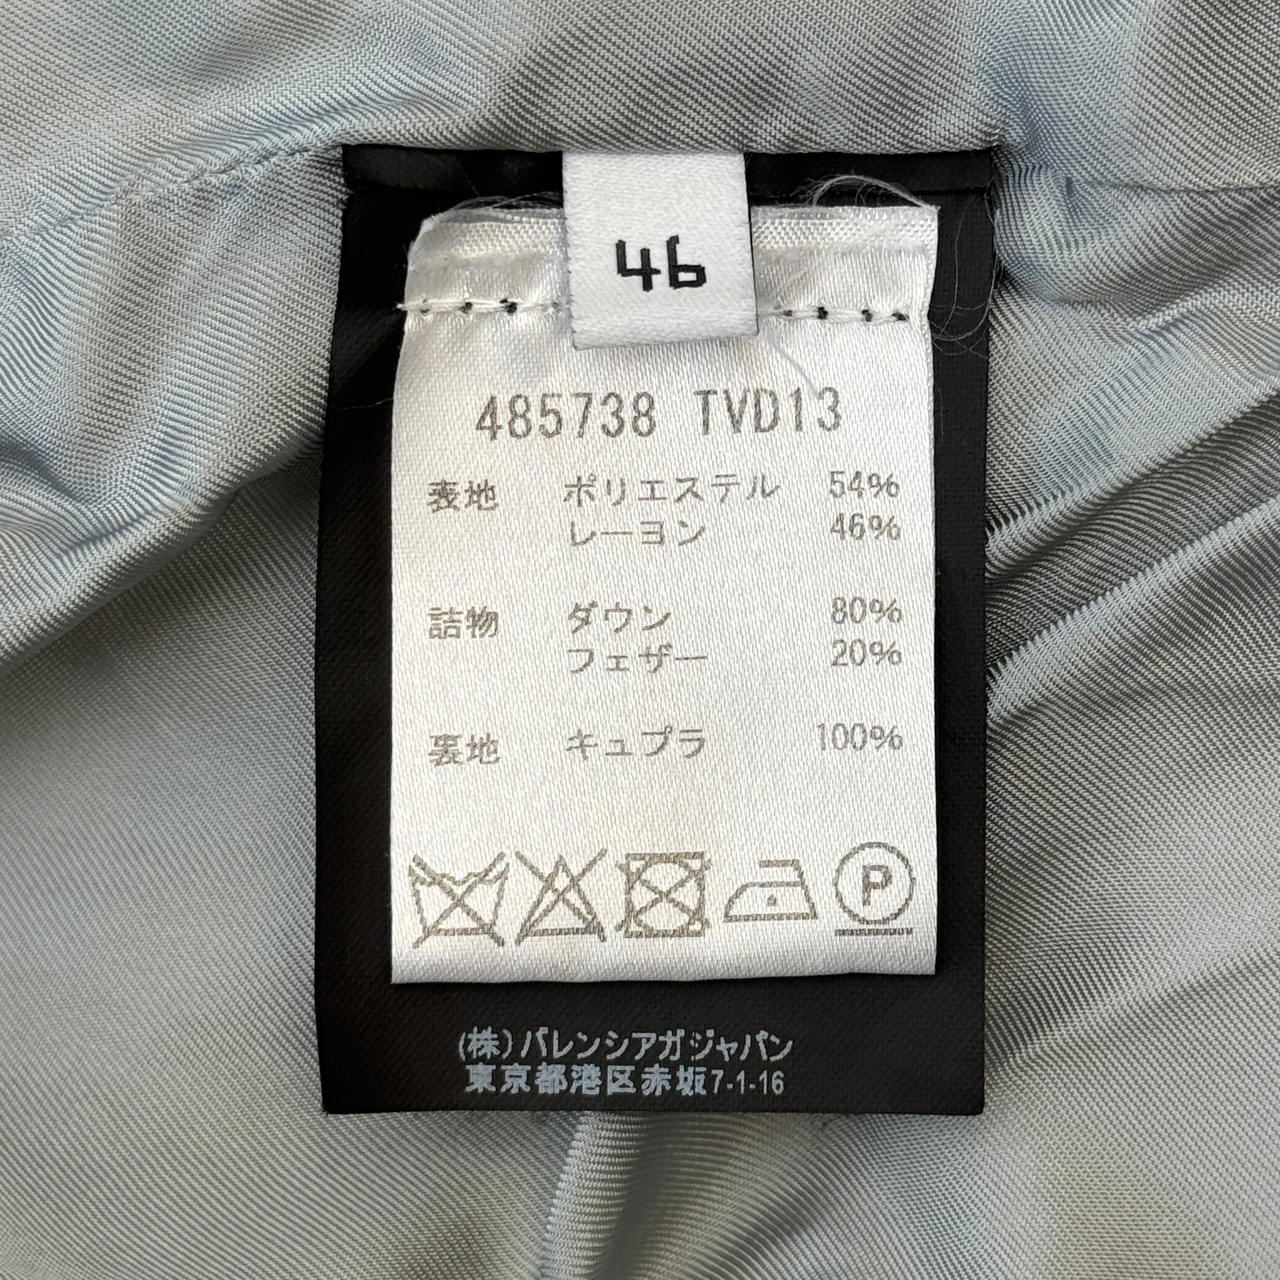 46
485738 TVD13
表地 ポリエステル 54%
レーヨン 46%
詰物 ダウン 80%
フェザー 20%
裏地 キュプラ 100%
P
(株)バレンシアガジャパン
東京都港区赤坂7-1-16